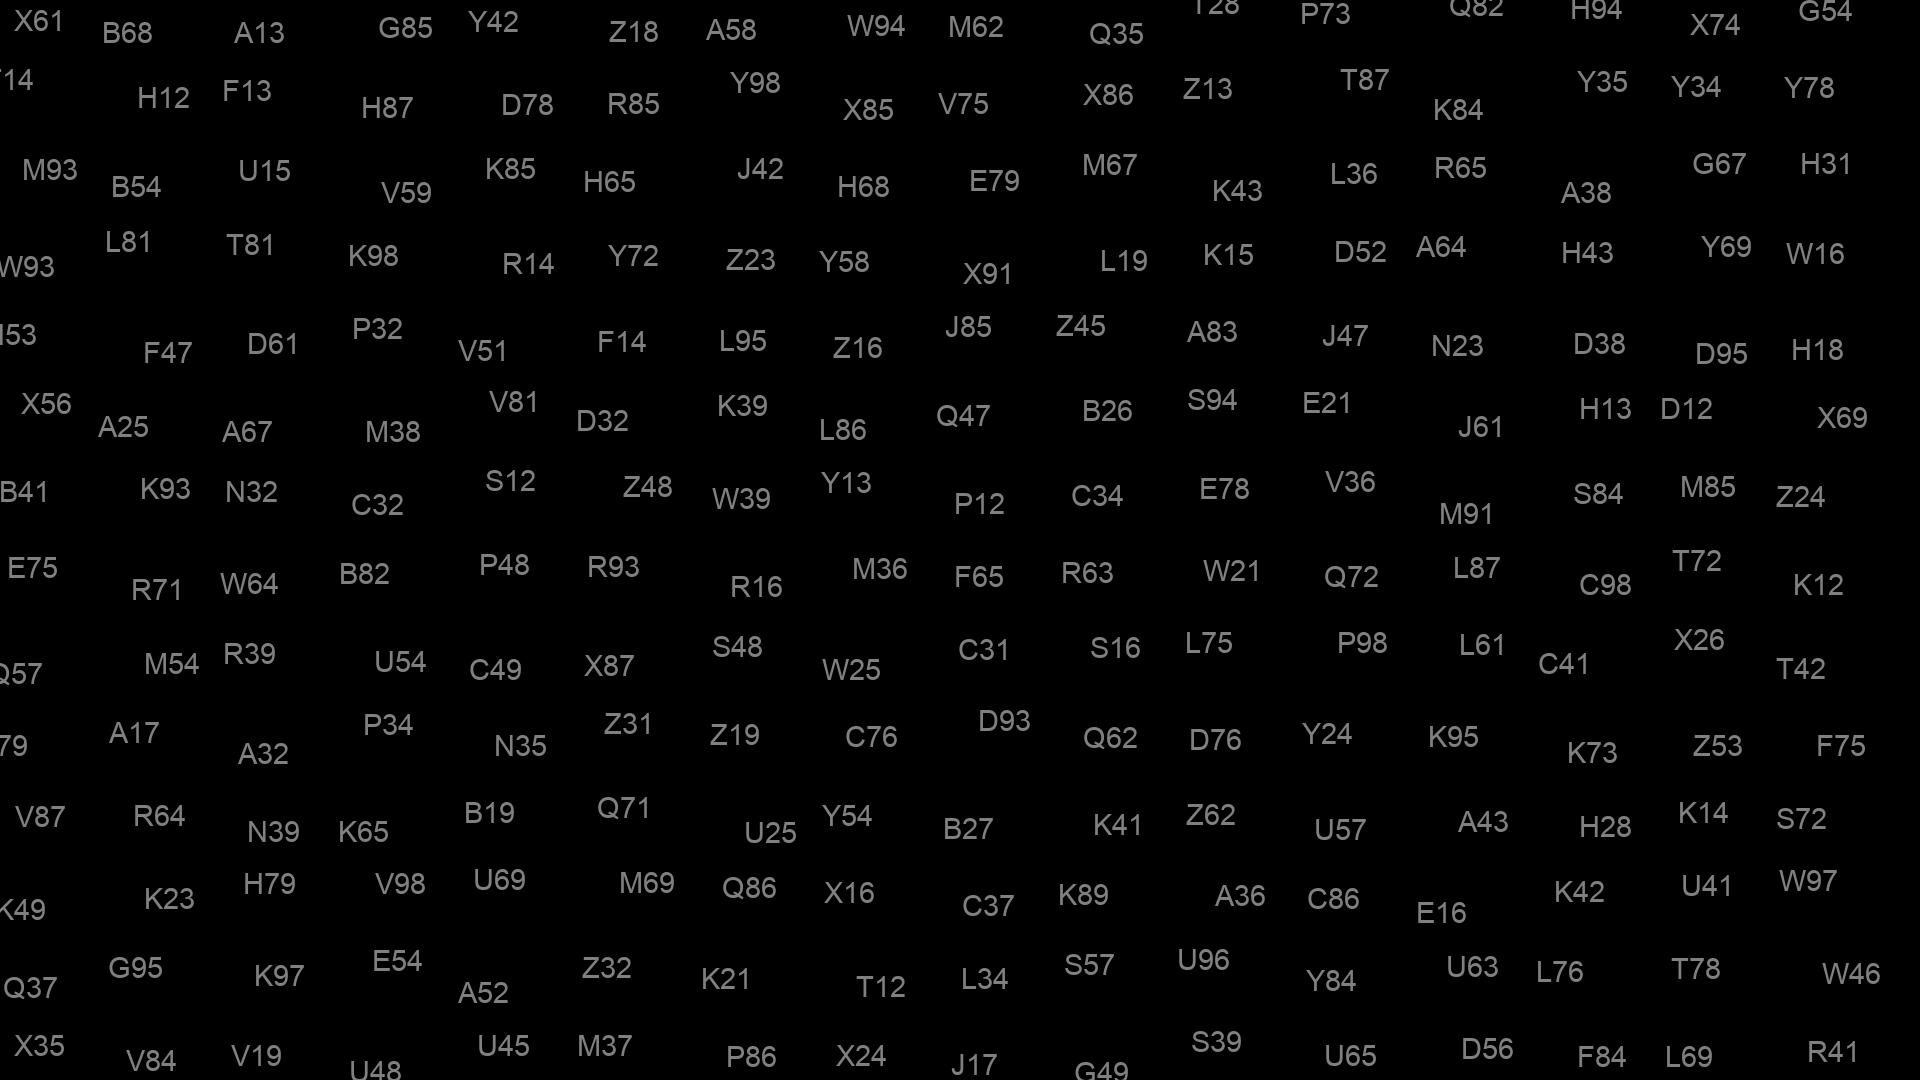 X61 B68 A13 G85 Y42 Z18 A58 W94 M62 Q35 T28 P73 Q82 H94 X74 G54
H12 F13 H87 D78 R85 Y98 X85 V75 X86 Z13 T87 K84 Y35 Y34 Y78
M93 B54 U15 V59 K85 H65 J42 H68 E79 M67 K43 L36 R65 A38 G67 H31
W93 L81 T81 K98 R14 Y72 Z23 Y58 X91 L19 K15 D52 A64 H43 Y69 W16
F47 D61 P32 V51 F14 L95 Z16 J85 Z45 A83 J47 N23 D38 D95 H18
X56 A25 A67 M38 V81 D32 K39 L86 Q47 B26 S94 E21 J61 H13 D12 X69
B41 K93 N32 C32 S12 Z48 W39 Y13 P12 C34 E78 V36 M91 S84 M85 Z24
E75 R71 W64 B82 P48 R93 R16 M36 F65 R63 W21 Q72 L87 C98 T72 K12
Q57 M54 R39 U54 C49 X87 S48 W25 C31 S16 L75 P98 L61 C41 X26 T42
79 A17 A32 P34 N35 Z31 Z19 C76 D93 Q62 D76 Y24 K95 K73 Z53 F75
V87 R64 N39 K65 B19 Q71 U25 Y54 B27 K41 Z62 U57 A43 H28 K14 S72
K49 K23 H79 V98 U69 M69 Q86 X16 C37 K89 A36 C86 E16 K42 U41 W97
Q37 G95 K97 E54 A52 Z32 K21 T12 L34 S57 U96 Y84 U63 L76 T78 W46
X35 V84 V19 U48 U45 M37 P86 X24 J17 G49 S39 U65 D56 F84 L69 R41